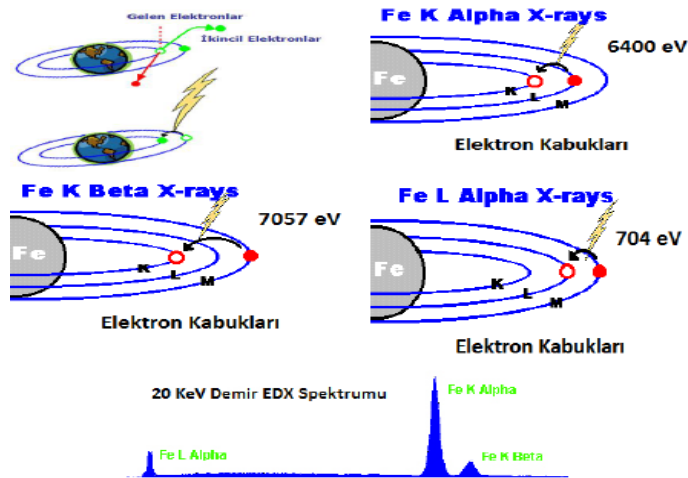 Gelen Elektronlar
İkincil Elektronlar
Fe K Alpha X-rays
6400 eV
Fe
K L M
Elektron Kabukları
Fe K Beta X-rays
7057 eV
Fe
K L M
Elektron Kabukları
Fe L Alpha X-rays
704 eV
Fe
K L M
Elektron Kabukları
20 KeV Demir EDX Spektrumu
Fe K Alpha
Fe L Alpha
Fe K Beta